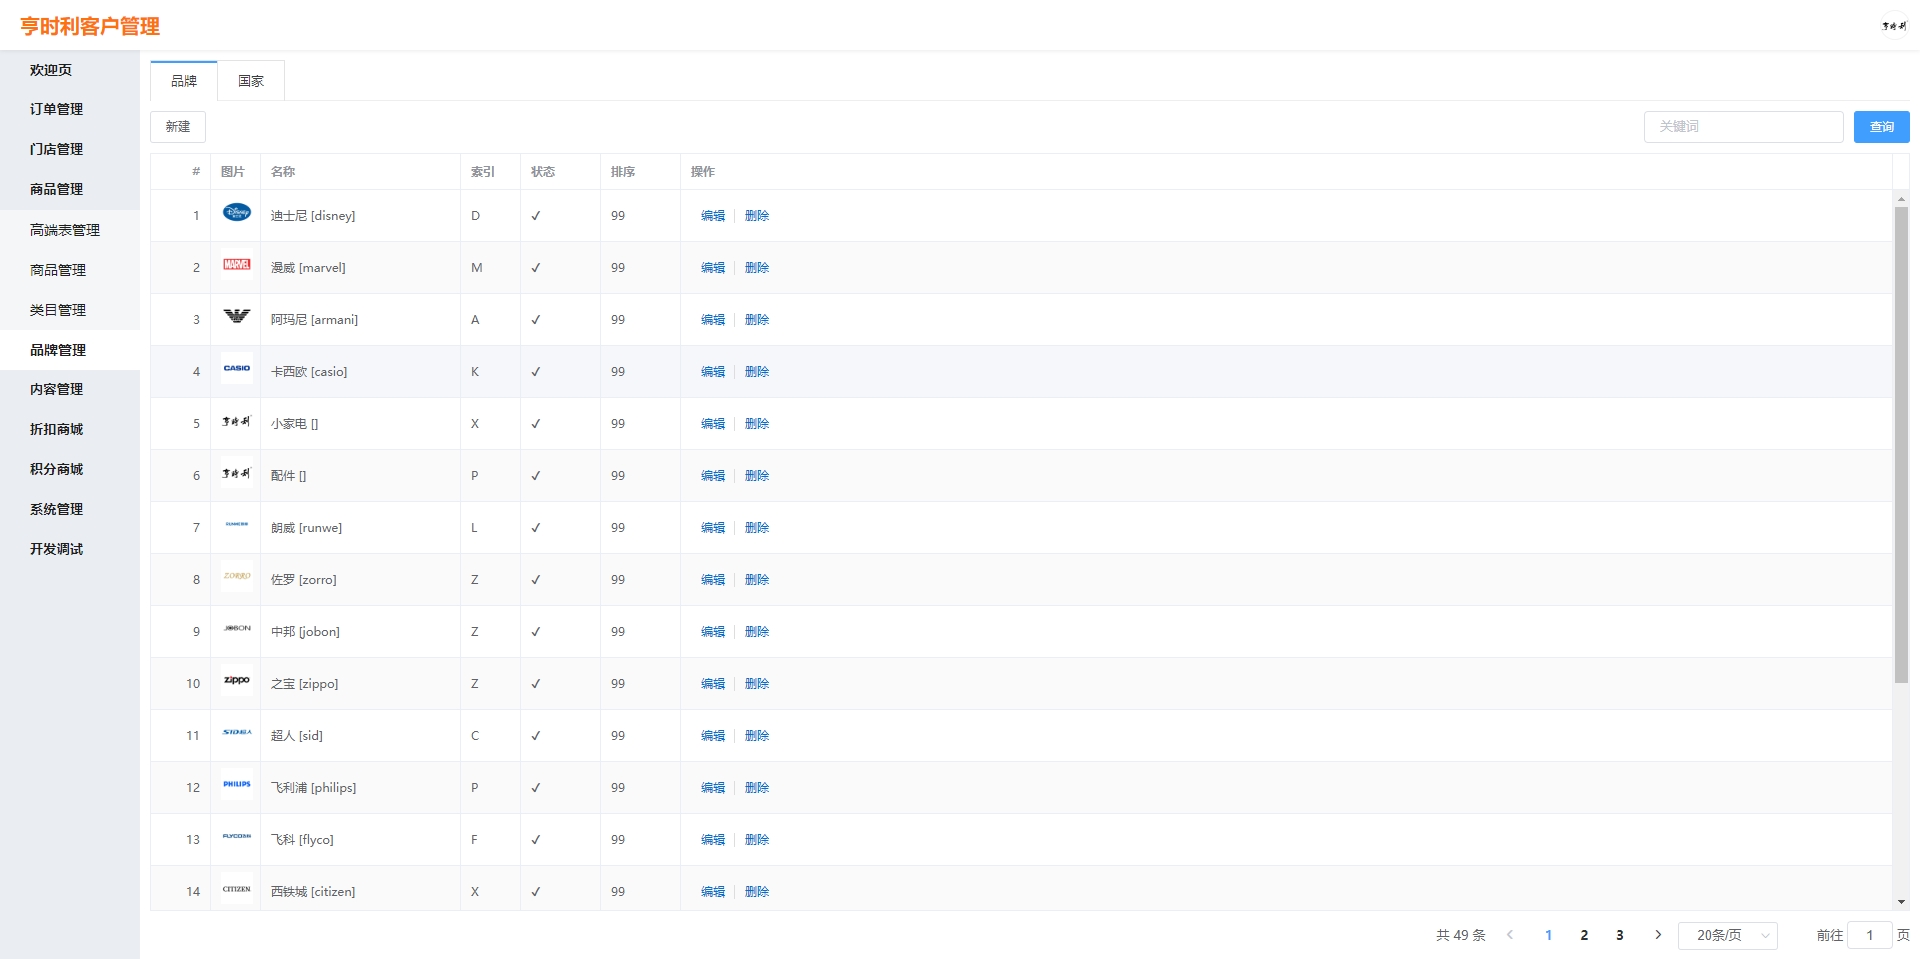 亨时利客户管理
亨时利
欢迎页
订单管理
门店管理
商品管理
高端表管理
商品管理
类目管理
品牌管理
内容管理
折扣商城
积分商城
系统管理
开发调试
品牌 国家
新建 关键词 查询
# 图片 名称 索引 状态 排序 操作
1 Disney 迪士尼 [disney] D ✓ 99 编辑 删除
2 MARVEL 漫威 [marvel] M ✓ 99 编辑 删除
3 阿玛尼 [armani] A ✓ 99 编辑 删除
4 CASIO 卡西欧 [casio] K ✓ 99 编辑 删除
5 亨时利 小家电 [] X ✓ 99 编辑 删除
6 亨时利 配件 [] P ✓ 99 编辑 删除
7 朗威 [runwe] L ✓ 99 编辑 删除
8 ZORRO 佐罗 [zorro] Z ✓ 99 编辑 删除
9 JOBON 中邦 [jobon] Z ✓ 99 编辑 删除
10 zippo 之宝 [zippo] Z ✓ 99 编辑 删除
11 SID超人 超人 [sid] C ✓ 99 编辑 删除
12 PHILIPS 飞利浦 [philips] P ✓ 99 编辑 删除
13 FLYCO飞科 飞科 [flyco] F ✓ 99 编辑 删除
14 CITIZEN 西铁城 [citizen] X ✓ 99 编辑 删除
共 49 条 1 2 3 20条/页 前往 1 页